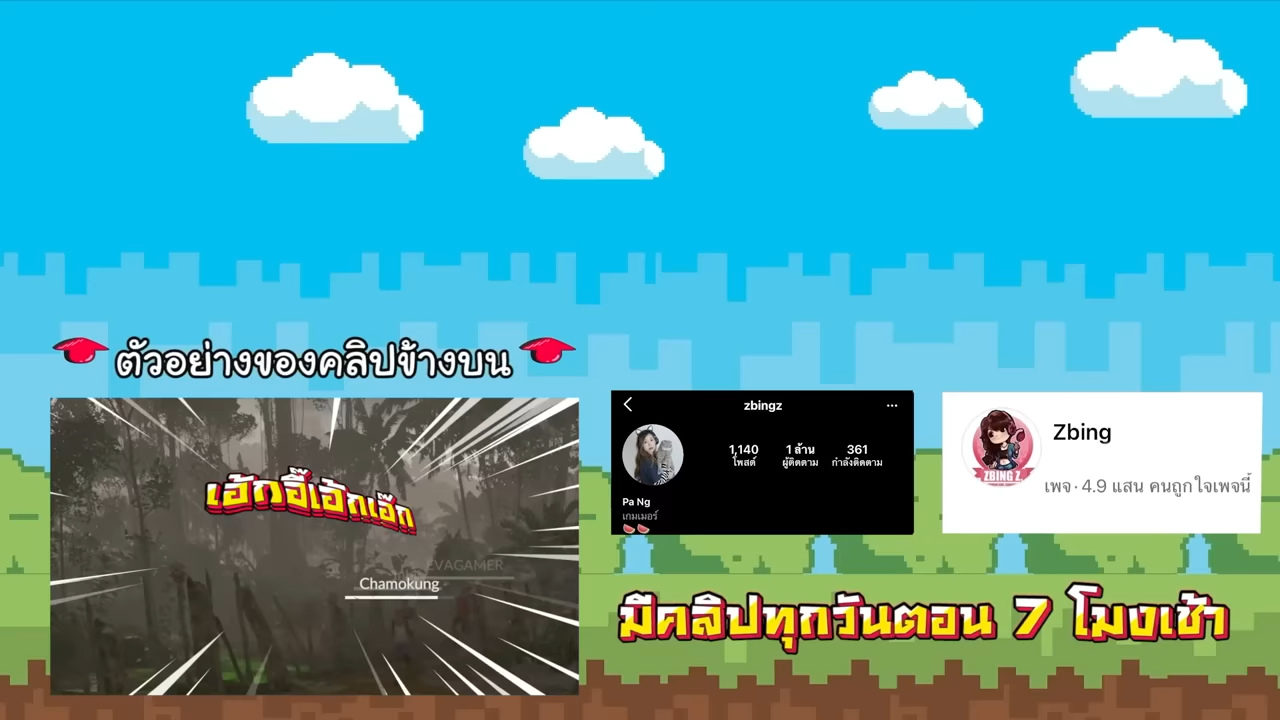 ตัวอย่างของคลิปข้างบน
เอ้กอี๊เอ้กเอ๊ก
EVAGAMER
Chamokung
zbingz
1,140
โพสต์
1 ล้าน
ผู้ติดตาม
361
กำลังติดตาม
Pa Ng
เกมเมอร์
ZBING Z.
Zbing
เพจ · 4.9 แสน คนถูกใจเพจนี้
มีคลิปทุกวันตอน 7 โมงเช้า